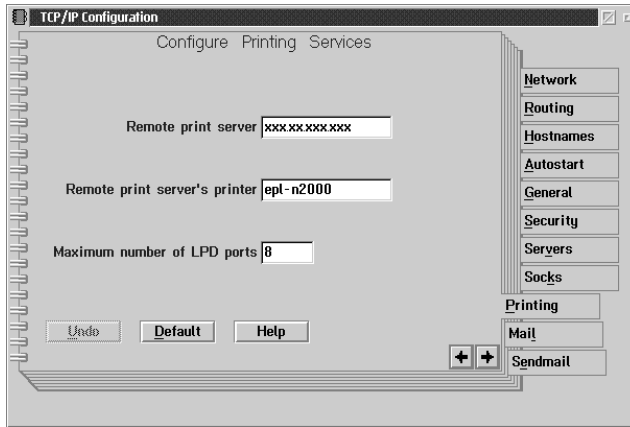 TCP/IP Configuration
Configure Printing Services
Remote print server xxx.xx.xxx.xxx
Remote print server's printer epl-n2000
Maximum number of LPD ports 8
Undo Default Help
Network
Routing
Hostnames
Autostart
General
Security
Servers
Socks
Printing
Mail
Sendmail